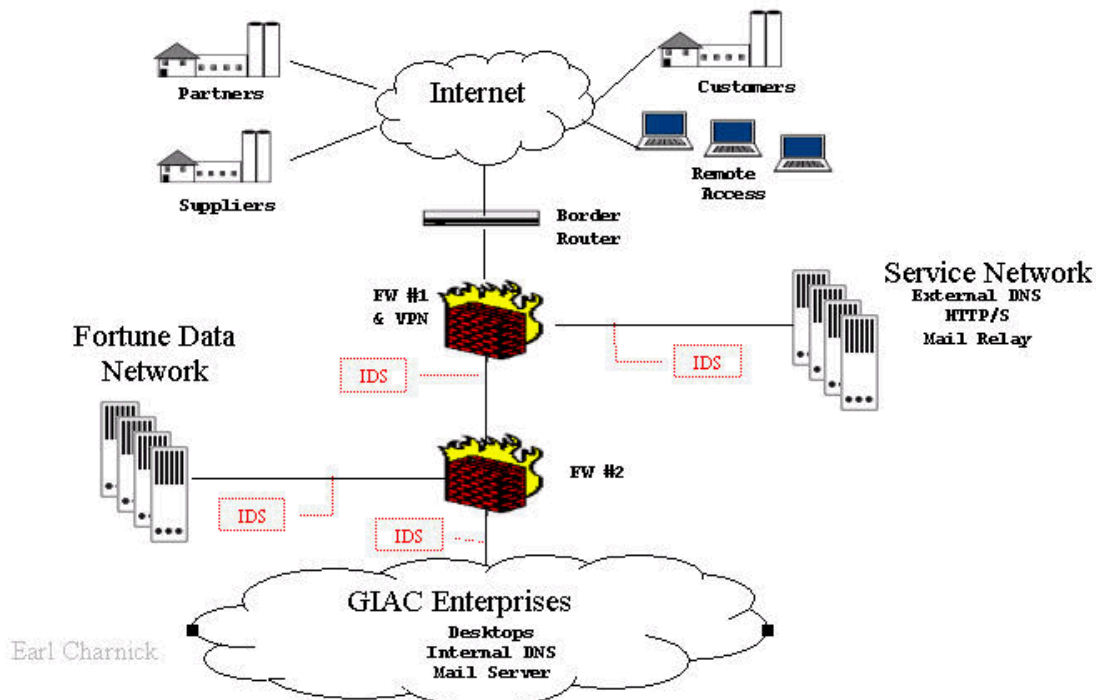 Internet
Partners
Customers
Suppliers
Remote
Access
Border
Router
FW #1
& VPN
Service Network
External DNS
HTTP/S
Mail Relay
IDS
IDS
Fortune Data
Network
FW #2
IDS
IDS
GIAC Enterprises
Desktops
Internal DNS
Mail Server
Earl Charnick